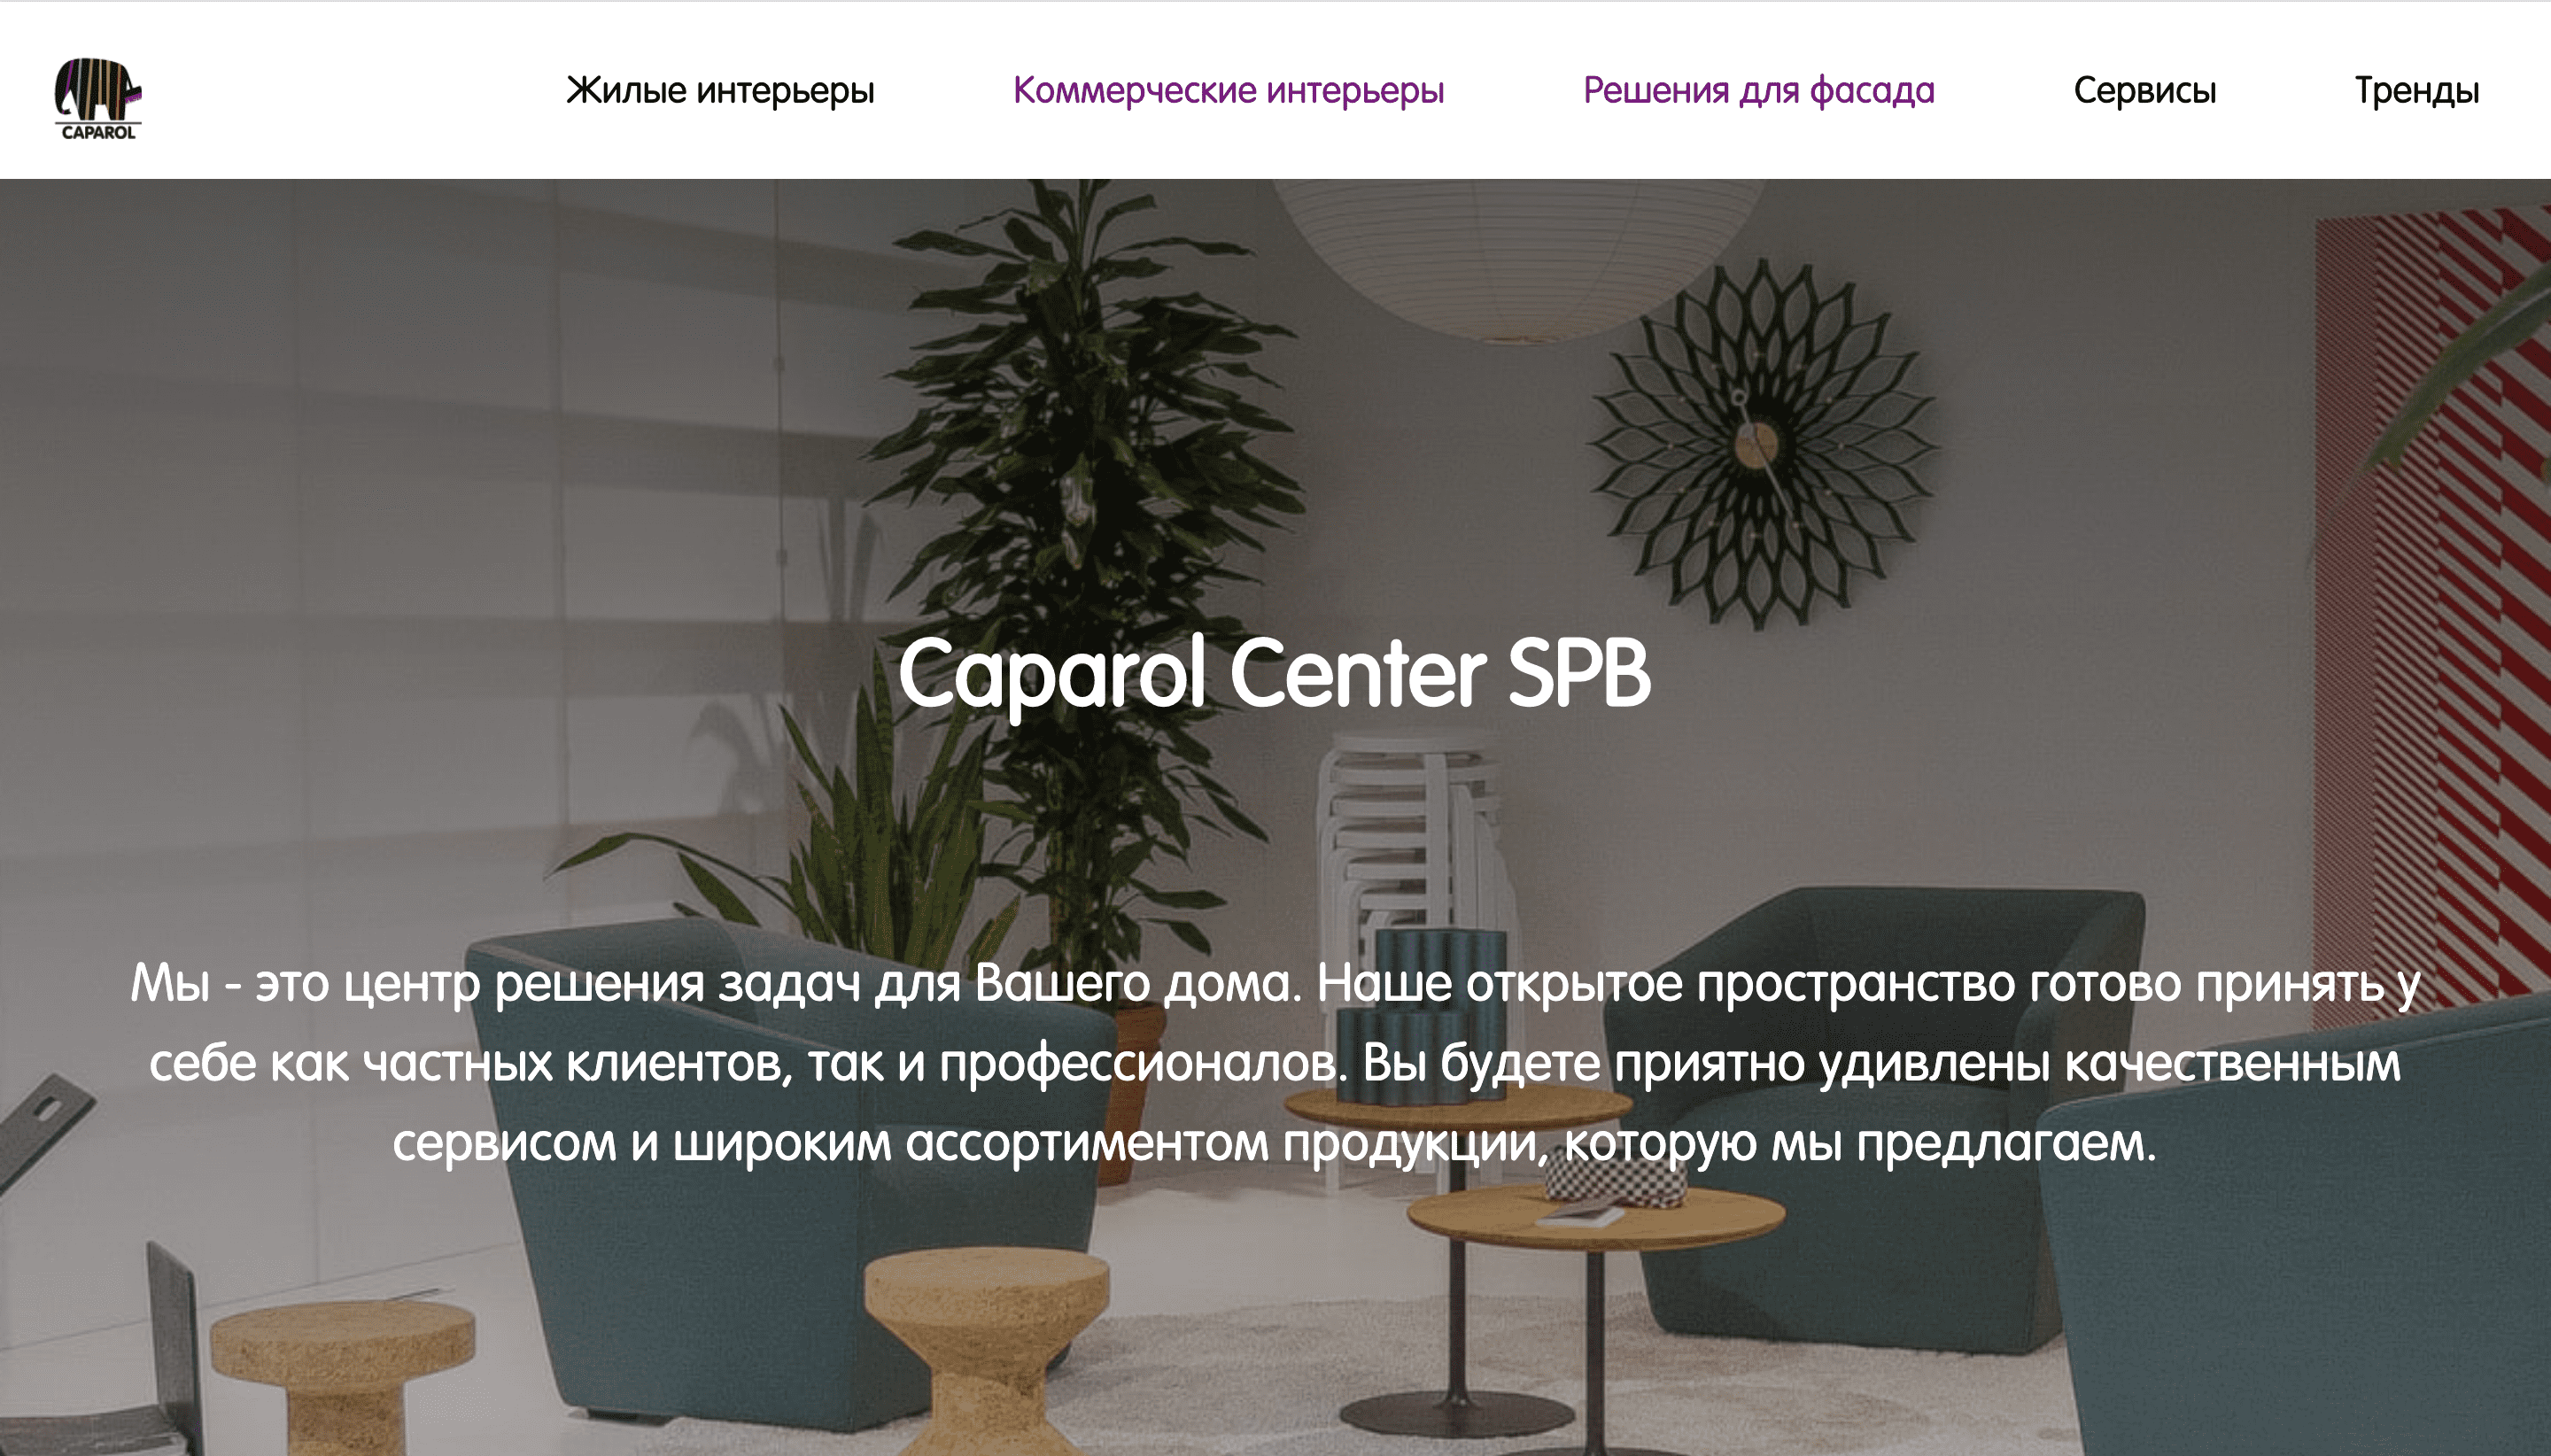 CAPAROL
Жилые интерьеры Коммерческие интерьеры Решения для фасада Сервисы Тренды
Caparol Center SPB
Мы - это центр решения задач для Вашего дома. Наше открытое пространство готово принять у
себе как частных клиентов, так и профессионалов. Вы будете приятно удивлены качественным
сервисом и широким ассортиментом продукции, которую мы предлагаем.